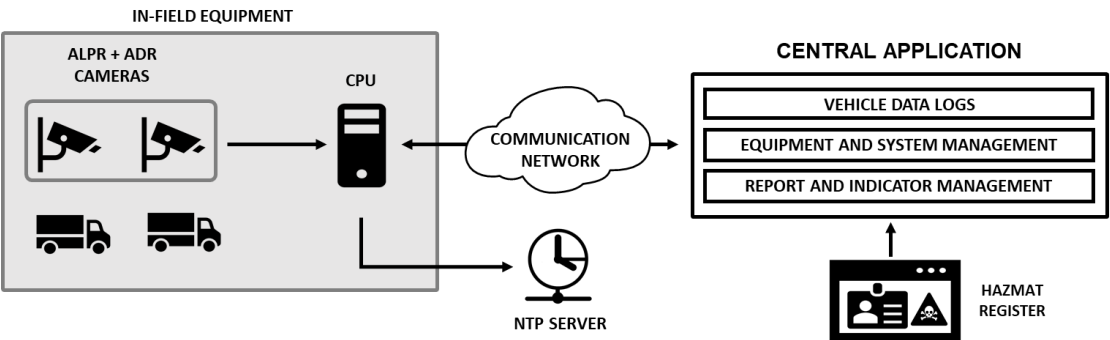 IN-FIELD EQUIPMENT
ALPR + ADR
CAMERAS
CPU
COMMUNICATION
NETWORK
NTP SERVER
CENTRAL APPLICATION
VEHICLE DATA LOGS
EQUIPMENT AND SYSTEM MANAGEMENT
REPORT AND INDICATOR MANAGEMENT
HAZMAT
REGISTER